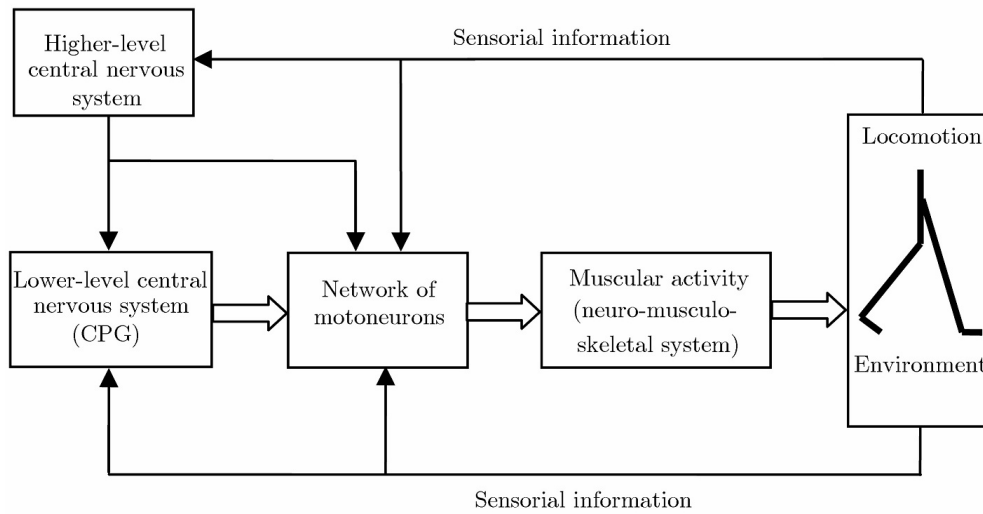 Higher-level
central nervous
system
Sensorial information
Locomotion
Lower-level central
nervous system
(CPG)
Network of
motoneurons
Muscular activity
(neuro-musculo-
skeletal system)
Environment
Sensorial information